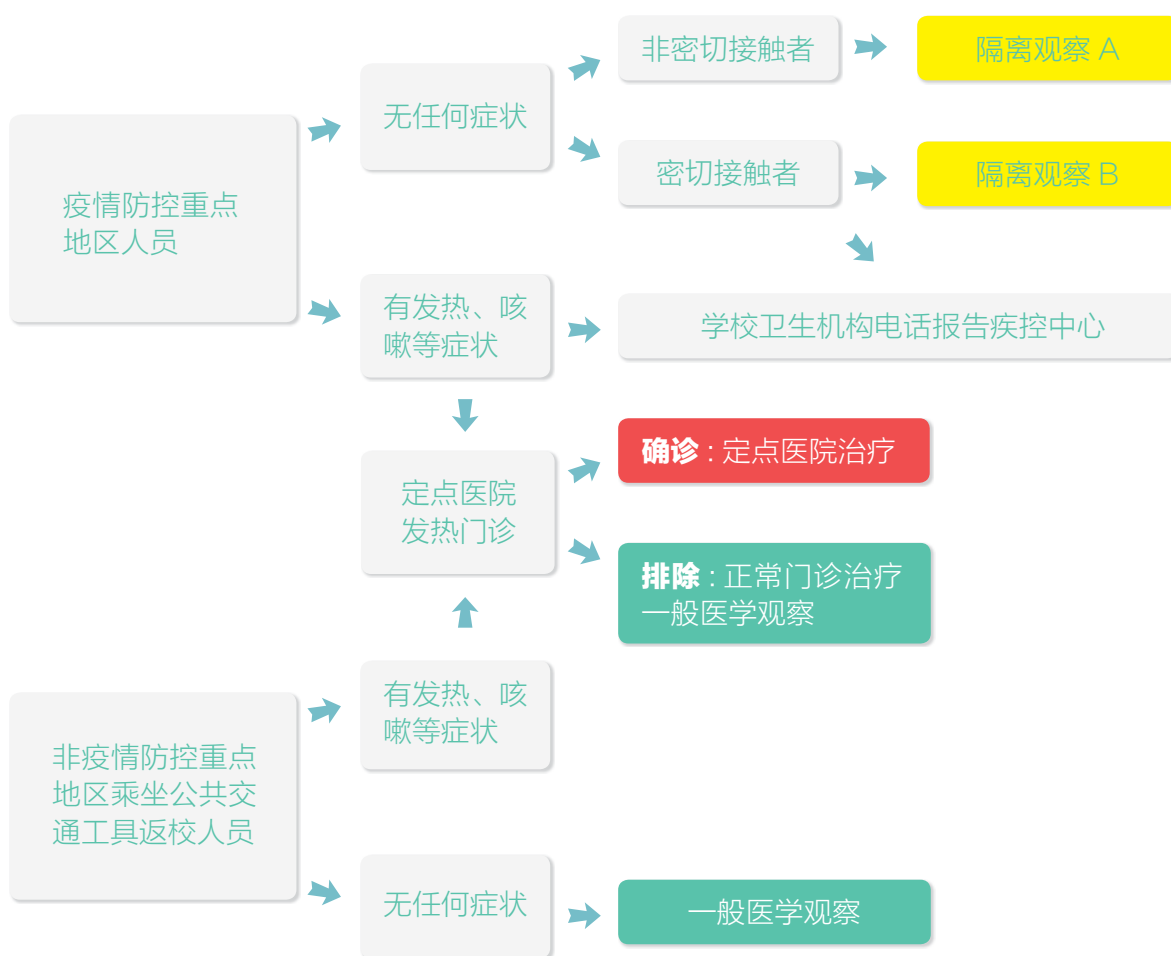 非密切接触者
隔离观察 A
无任何症状
密切接触者
隔离观察 B
疫情防控重点
地区人员
有发热、咳
嗽等症状
学校卫生机构电话报告疾控中心
确诊 : 定点医院治疗
定点医院
发热门诊
排除 : 正常门诊治疗
一般医学观察
有发热、咳
嗽等症状
非疫情防控重点
地区乘坐公共交
通工具返校人员
无任何症状
一般医学观察